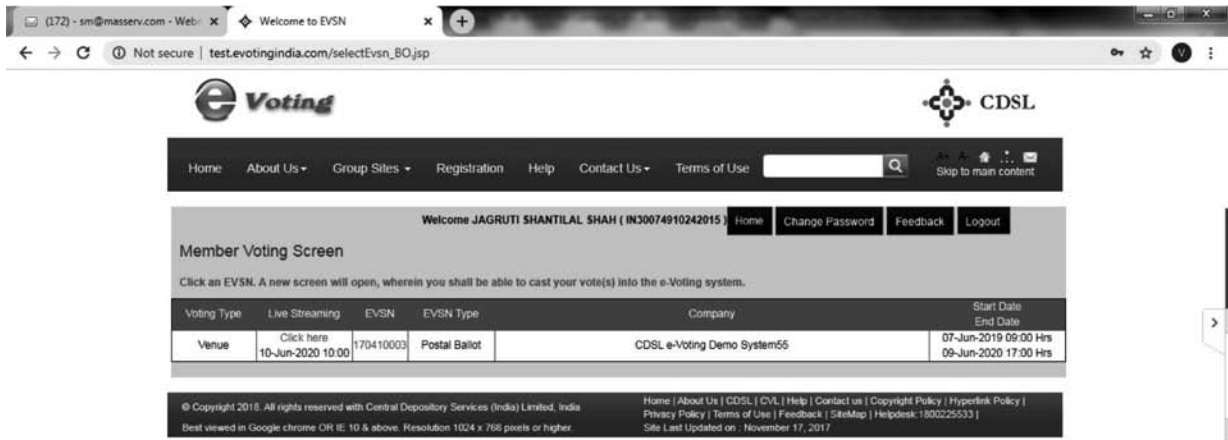 (172) - sm@masserv.com - Web
Welcome to EVSN
Not secure | test.evotingindia.com/selectEvsn_BO.jsp
V
e Voting
CDSL
Home About Us Group Sites Registration Help Contact Us Terms of Use
A+ A-
Skip to main content
Welcome JAGRUTI SHANTILAL SHAH ( IN30074910242015 ) Home Change Password Feedback Logout
Member Voting Screen
Click an EVSN. A new screen will open, wherein you shall be able to cast your vote(s) into the e-Voting system.
Voting Type Live Streaming EVSN EVSN Type Company Start Date
End Date
Venue Click here 170410003 Postal Ballot CDSL e-Voting Demo System55 07-Jun-2019 09:00 Hrs
10-Jun-2020 10:00 09-Jun-2020 17:00 Hrs
© Copyright 2018. All rights reserved with Central Depository Services (India) Limited, India
Best viewed in Google chrome OR IE 10 & above. Resolution 1024 x 768 pixels or higher.
Home | About Us | CDSL | CVL | Help | Contact us | Copyright Policy | Hyperlink Policy |
Privacy Policy | Terms of Use | Feedback | SiteMap | Helpdesk:1800225533 |
Site Last Updated on : November 17, 2017